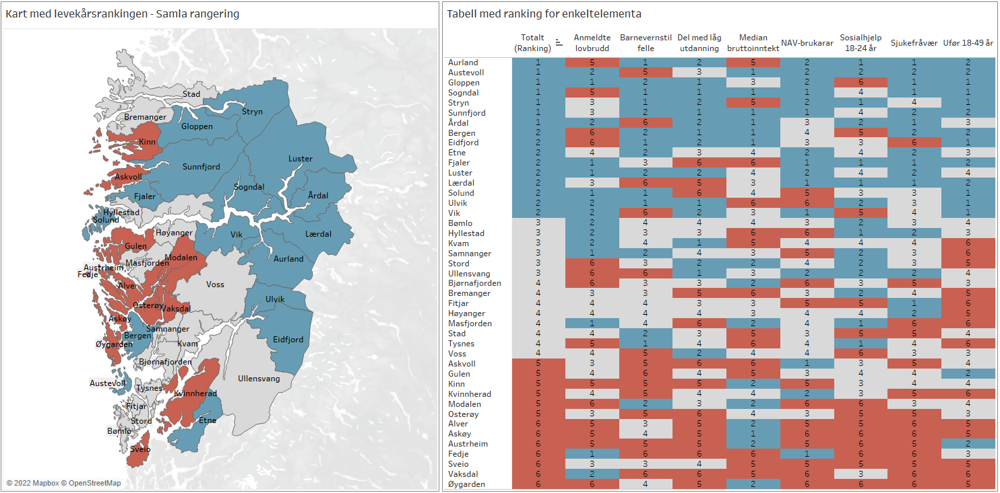 Kart med levekårsrankingen - Samla rangering
Stad
Stryn
Bremanger
Gloppen
Kinn
Luster
Sunnfjord
Askvoll
Sogndal
Fjaler
Årdal
Hyllestad
Solund
Høyanger
Vik
Lærdal
Gulen
Modalen
Aurland
Masfjorden
Austrheim
Fedje
Alver
Voss
Ulvik
Osterøy
Vaksdal
Askøy
Samnanger
Bergen
Eidfjord
Øygarden
Kvam
Bjørnafjorden
Ullensvang
Austevoll
Tysnes
Kvinnherad
Fitjar
Stord
Etne
Bømlo
Sveio
© 2022 Mapbox © OpenStreetMap
Tabell med ranking for enkeltelementa
Totalt (Ranking) Anmeldte lovbrudd Barnevernstil felle Del med låg utdanning Median bruttoinntekt NAV-brukarar Sosialhjelp 18-24 år Sjukefråvær Ufør 18-49 år
Aurland 1 5 1 2 5 2 1 1 2
Austevoll 1 2 5 3 1 2 2 2 2
Gloppen 1 1 2 1 3 2 6 1 1
Sogndal 1 5 1 1 1 1 4 1 1
Stryn 1 3 1 2 5 2 1 4 1
Sunnfjord 1 3 2 1 1 1 4 2 2
Årdal 1 2 6 2 1 3 2 1 3
Bergen 2 6 2 1 1 4 5 2 2
Eidfjord 2 6 1 2 1 3 3 6 1
Etne 2 4 2 3 4 2 4 2 3
Fjaler 2 1 3 6 6 1 1 1 2
Luster 2 1 2 2 4 1 4 2 4
Lærdal 2 3 6 5 3 1 1 1 2
Solund 2 1 1 6 4 5 3 3 1
Ulvik 2 2 1 1 6 6 2 3 1
Vik 2 2 6 2 3 1 5 4 1
Bømlo 3 2 4 4 4 3 2 3 4
Hyllestad 3 2 3 3 6 6 1 2 3
Kvam 3 2 4 1 5 4 4 4 6
Samnanger 3 1 2 4 3 5 2 3 6
Stord 3 6 3 2 2 4 2 3 5
Ullensvang 3 6 6 1 3 2 2 2 4
Bjørnafjorden 4 6 3 3 2 6 3 5 3
Bremanger 4 3 3 5 6 3 2 4 5
Fitjar 4 4 4 3 3 5 5 1 6
Høyanger 4 4 4 4 3 4 4 2 5
Masfjorden 4 1 4 6 2 4 1 6 6
Stad 4 4 2 3 5 3 5 5 4
Tysnes 4 5 1 4 6 4 1 4 6
Voss 4 4 5 2 4 4 6 3 3
Askvoll 5 3 5 6 6 1 3 5 4
Gulen 5 4 6 4 5 3 4 4 2
Kinn 5 5 5 5 2 5 3 4 4
Kvinnherad 5 4 5 4 4 2 3 5 6
Modalen 5 6 2 3 2 6 6 3 4
Osterøy 5 3 5 6 4 3 5 5 3
Alver 6 5 3 5 2 5 5 6 5
Askøy 6 5 4 5 1 5 6 6 5
Austrheim 6 5 5 5 2 5 6 5 2
Fedje 6 1 6 6 6 1 6 6 3
Sveio 6 3 3 4 5 5 5 5 5
Vaksdal 6 2 6 6 5 6 3 6 6
Øygarden 6 6 4 5 2 6 6 6 5